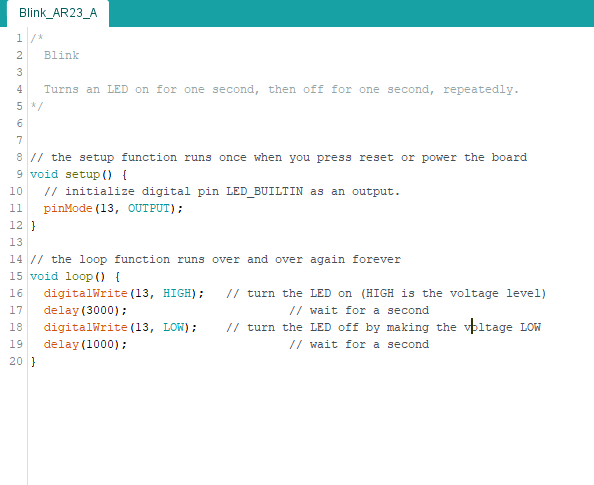 Blink_AR23_A
1 /*
2   Blink
3
4   Turns an LED on for one second, then off for one second, repeatedly.
5 */
6
7
8 // the setup function runs once when you press reset or power the board
9 void setup() {
10   // initialize digital pin LED_BUILTIN as an output.
11   pinMode(13, OUTPUT);
12 }
13
14 // the loop function runs over and over again forever
15 void loop() {
16   digitalWrite(13, HIGH);   // turn the LED on (HIGH is the voltage level)
17   delay(3000);                       // wait for a second
18   digitalWrite(13, LOW);    // turn the LED off by making the voltage LOW
19   delay(1000);                       // wait for a second
20 }